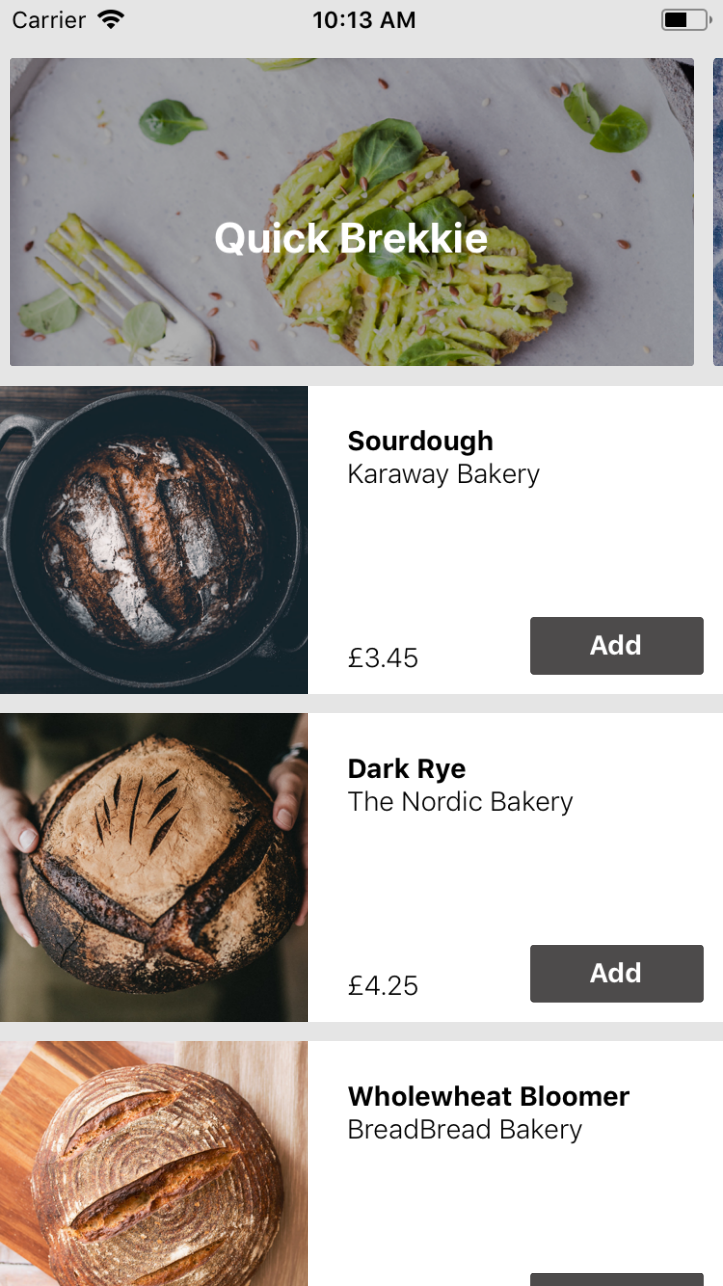 Carrier 10:13 AM
Quick Brekkie
Sourdough
Karaway Bakery
£3.45 Add
Dark Rye
The Nordic Bakery
£4.25 Add
Wholewheat Bloomer
BreadBread Bakery